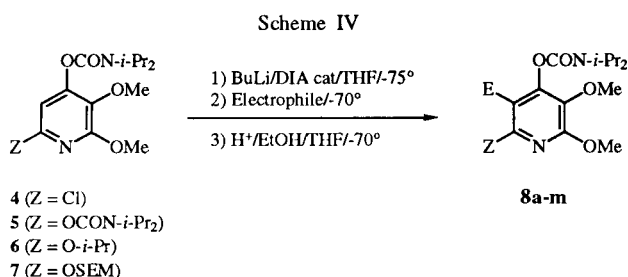 Scheme IV
OCON-i-Pr₂
OMe
OMe
Z
N
1) BuLi/DIA cat/THF/-75°
2) Electrophile/-70°
3) H⁺/EtOH/THF/-70°
OCON-i-Pr₂
E
OMe
OMe
Z
N
4 (Z = Cl)
5 (Z = OCON-i-Pr₂)
6 (Z = O-i-Pr)
7 (Z = OSEM)
8a-m